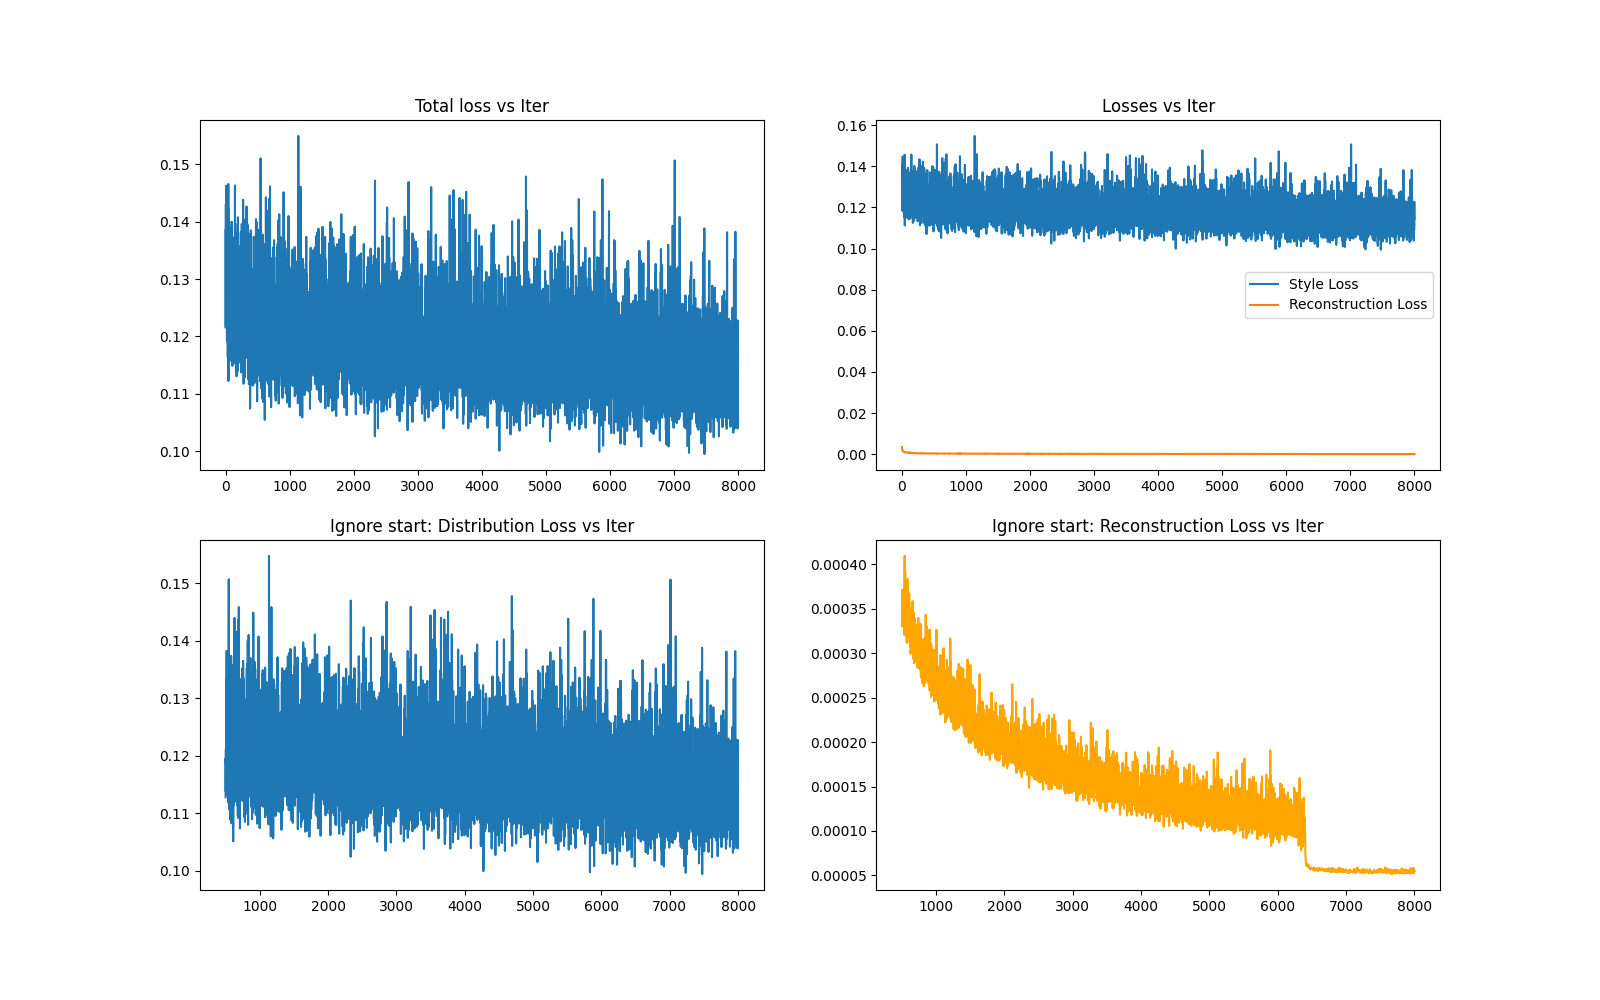 Total loss vs Iter
0.15
0.14
0.13
0.12
0.11
0.10
0 1000 2000 3000 4000 5000 6000 7000 8000
Losses vs Iter
0.16
0.14
0.12
0.10
0.08
0.06
0.04
0.02
0.00
Style Loss
Reconstruction Loss
0 1000 2000 3000 4000 5000 6000 7000 8000
Ignore start: Distribution Loss vs Iter
0.15
0.14
0.13
0.12
0.11
0.10
1000 2000 3000 4000 5000 6000 7000 8000
Ignore start: Reconstruction Loss vs Iter
0.00040
0.00035
0.00030
0.00025
0.00020
0.00015
0.00010
0.00005
1000 2000 3000 4000 5000 6000 7000 8000